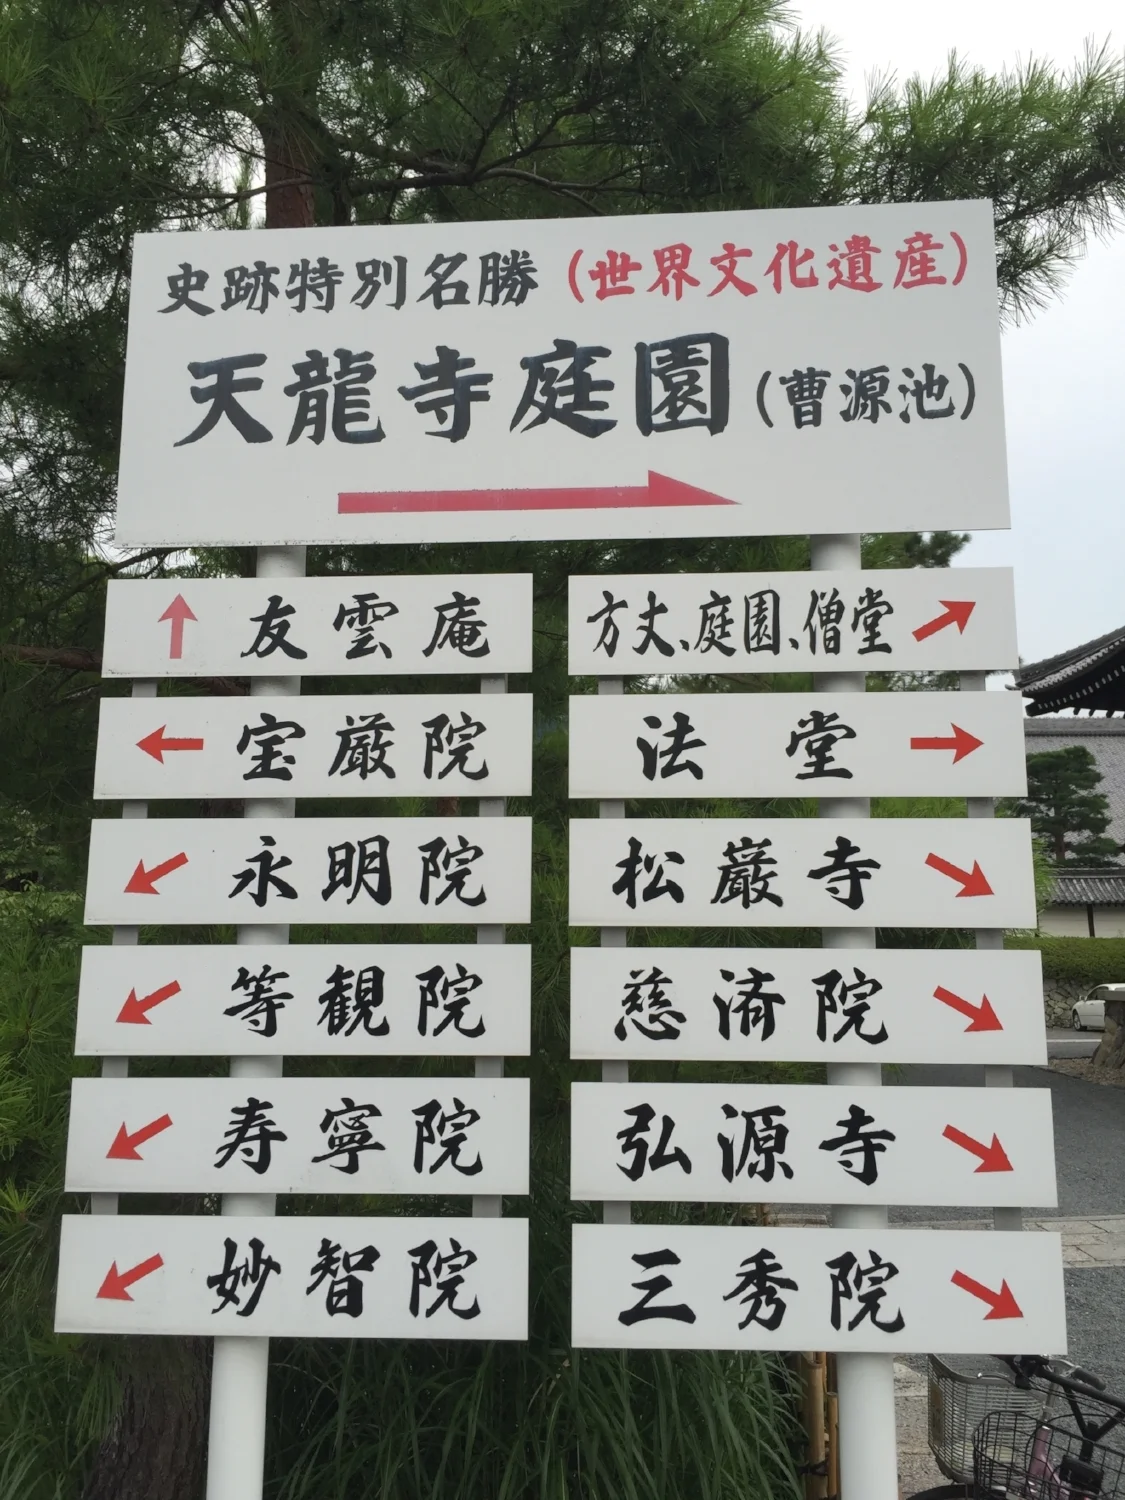 史跡特別名勝（世界文化遺産）
天龍寺庭園（曹源池）
友雲庵
宝厳院
永明院
等観院
寿寧院
妙智院
方丈、庭園、僧堂
法堂
松巌寺
慈済院
弘源寺
三秀院